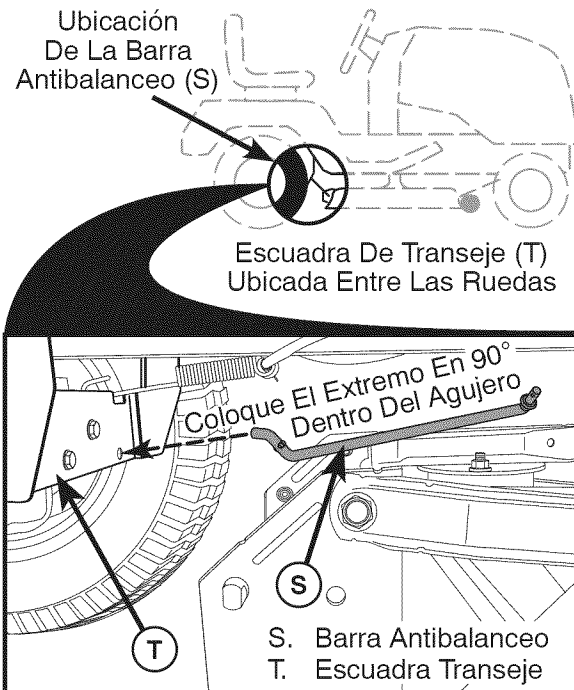 Ubicación
De La Barra
Antibalanceo (S)
Escuadra De Transeje (T)
Ubicada Entre Las Ruedas
Coloque El Extremo En 90°
Dentro Del Agujero
S
T
S. Barra Antibalanceo
T. Escuadra Transeje